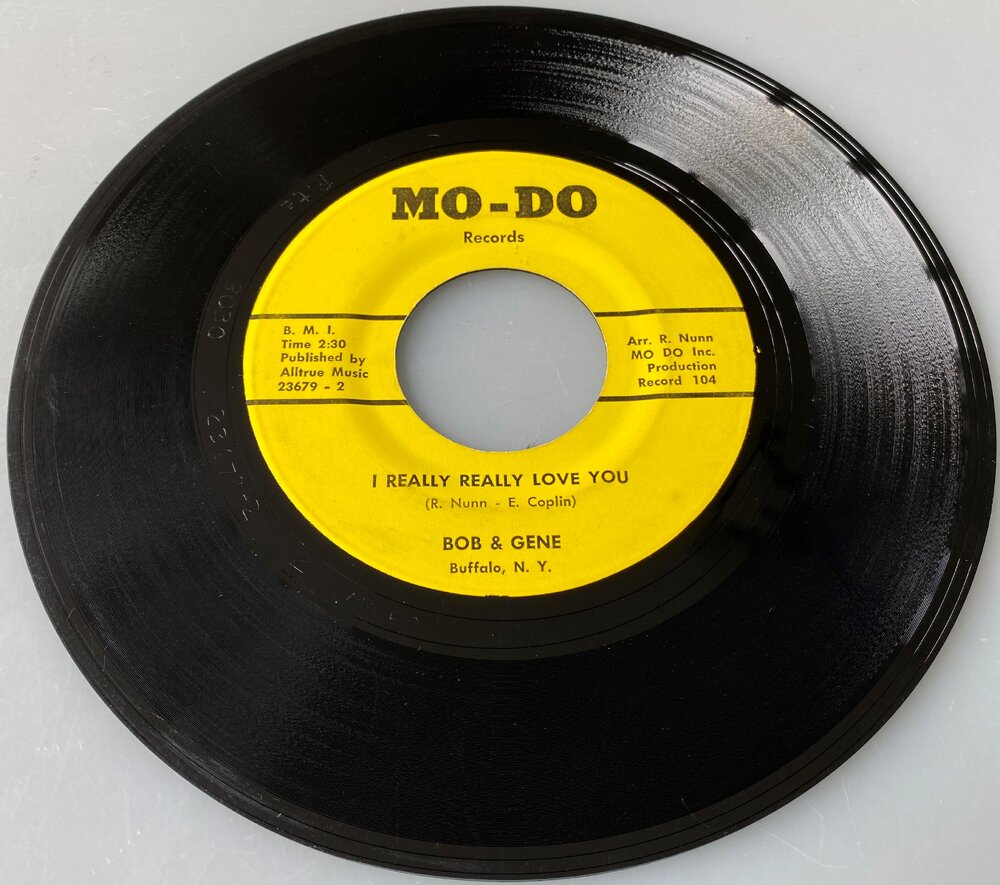 MO-DO
Records
B. M. I.
Time 2:30
Published by
Alltrue Music
23679 - 2
Arr. R. Nunn
MO DO Inc.
Production
Record 104
I REALLY REALLY LOVE YOU
(R. Nunn - E. Coplin)
BOB & GENE
Buffalo, N. Y.
3030